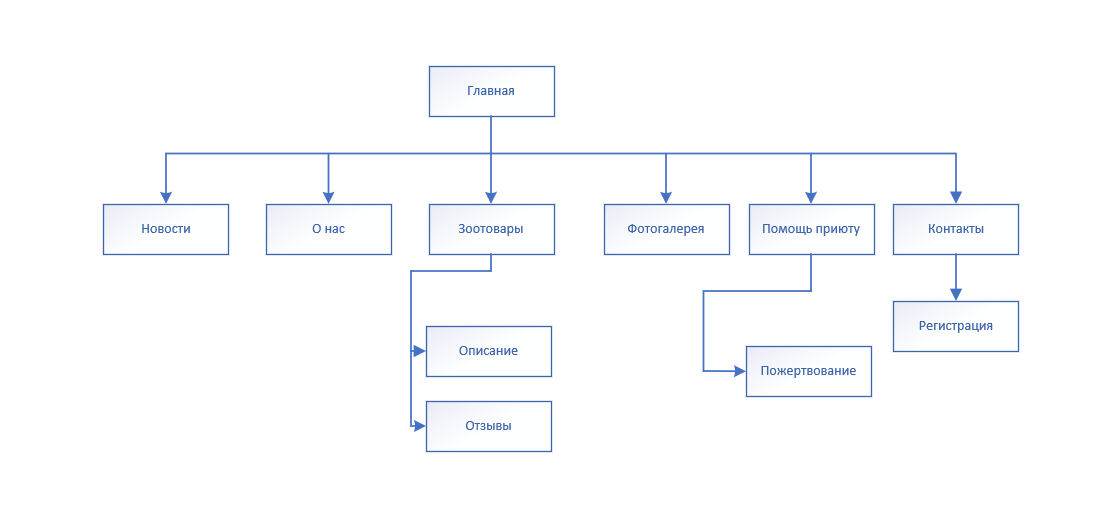 Главная
Новости
О нас
Зоотовары
Фотогалерея
Помощь приюту
Контакты
Регистрация
Описание
Пожертвование
Отзывы